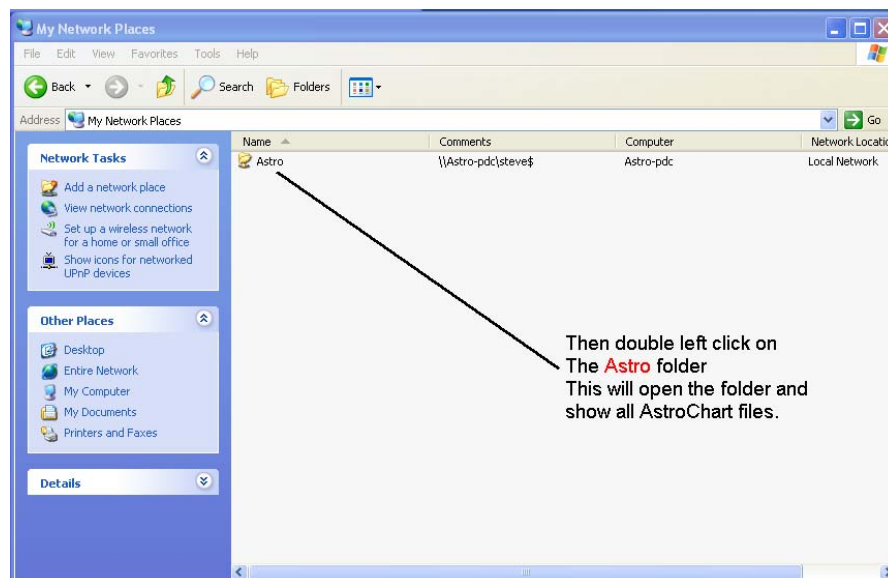 My Network Places
File Edit View Favorites Tools Help
Back Search Folders
Address My Network Places Go
Name Comments Computer Network Locatio
Astro \\Astro-pdc\steve$ Astro-pdc Local Network
Network Tasks
Add a network place
View network connections
Set up a wireless network
for a home or small office
Show icons for networked
UPnP devices
Other Places
Desktop
Entire Network
My Computer
My Documents
Printers and Faxes
Details
Then double left click on
The Astro folder
This will open the folder and
show all AstroChart files.